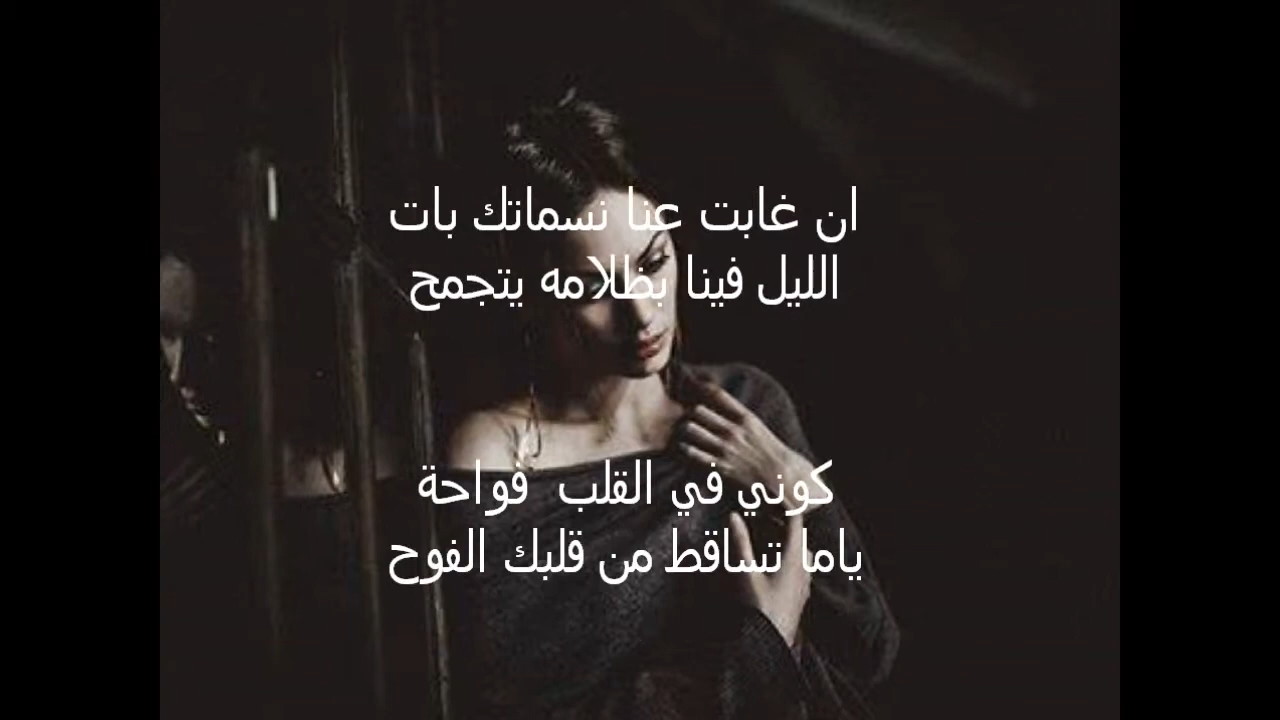 ان غابت عنا نسماتك بات
الليل فينا بظلامه يتجمح
كوني في القلب فواحة
ياما تساقط من قلبك الفوح